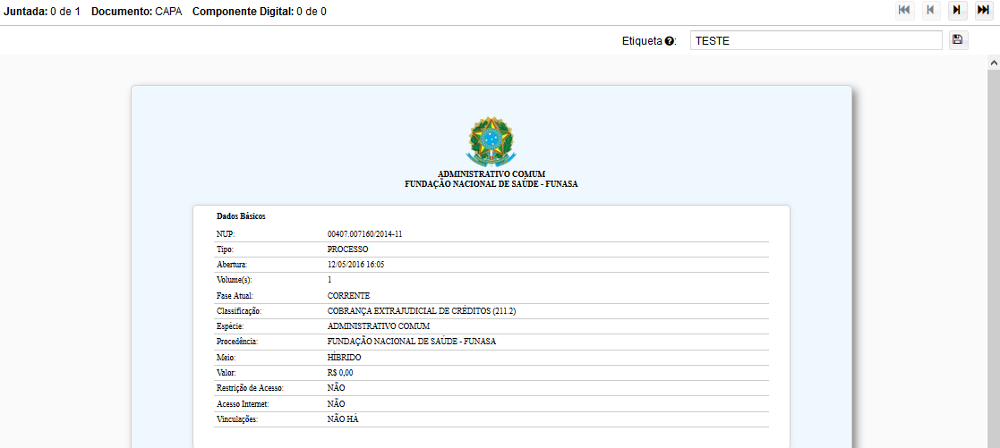 Juntada: 0 de 1 Documento: CAPA Componente Digital: 0 de 0
Etiqueta ?: TESTE
ADMINISTRATIVO COMUM
FUNDAÇÃO NACIONAL DE SAÚDE - FUNASA
Dados Básicos
NUP: 00407.007160/2014-11
Tipo: PROCESSO
Abertura: 12/05/2016 16:05
Volume(s): 1
Fase Atual: CORRENTE
Classificação: COBRANÇA EXTRAJUDICIAL DE CRÉDITOS (211.2)
Espécie: ADMINISTRATIVO COMUM
Procedência: FUNDAÇÃO NACIONAL DE SAÚDE - FUNASA
Meio: HÍBRIDO
Valor: R$ 0,00
Restrição de Acesso: NÃO
Acesso Internet: NÃO
Vinculações: NÃO HÁ